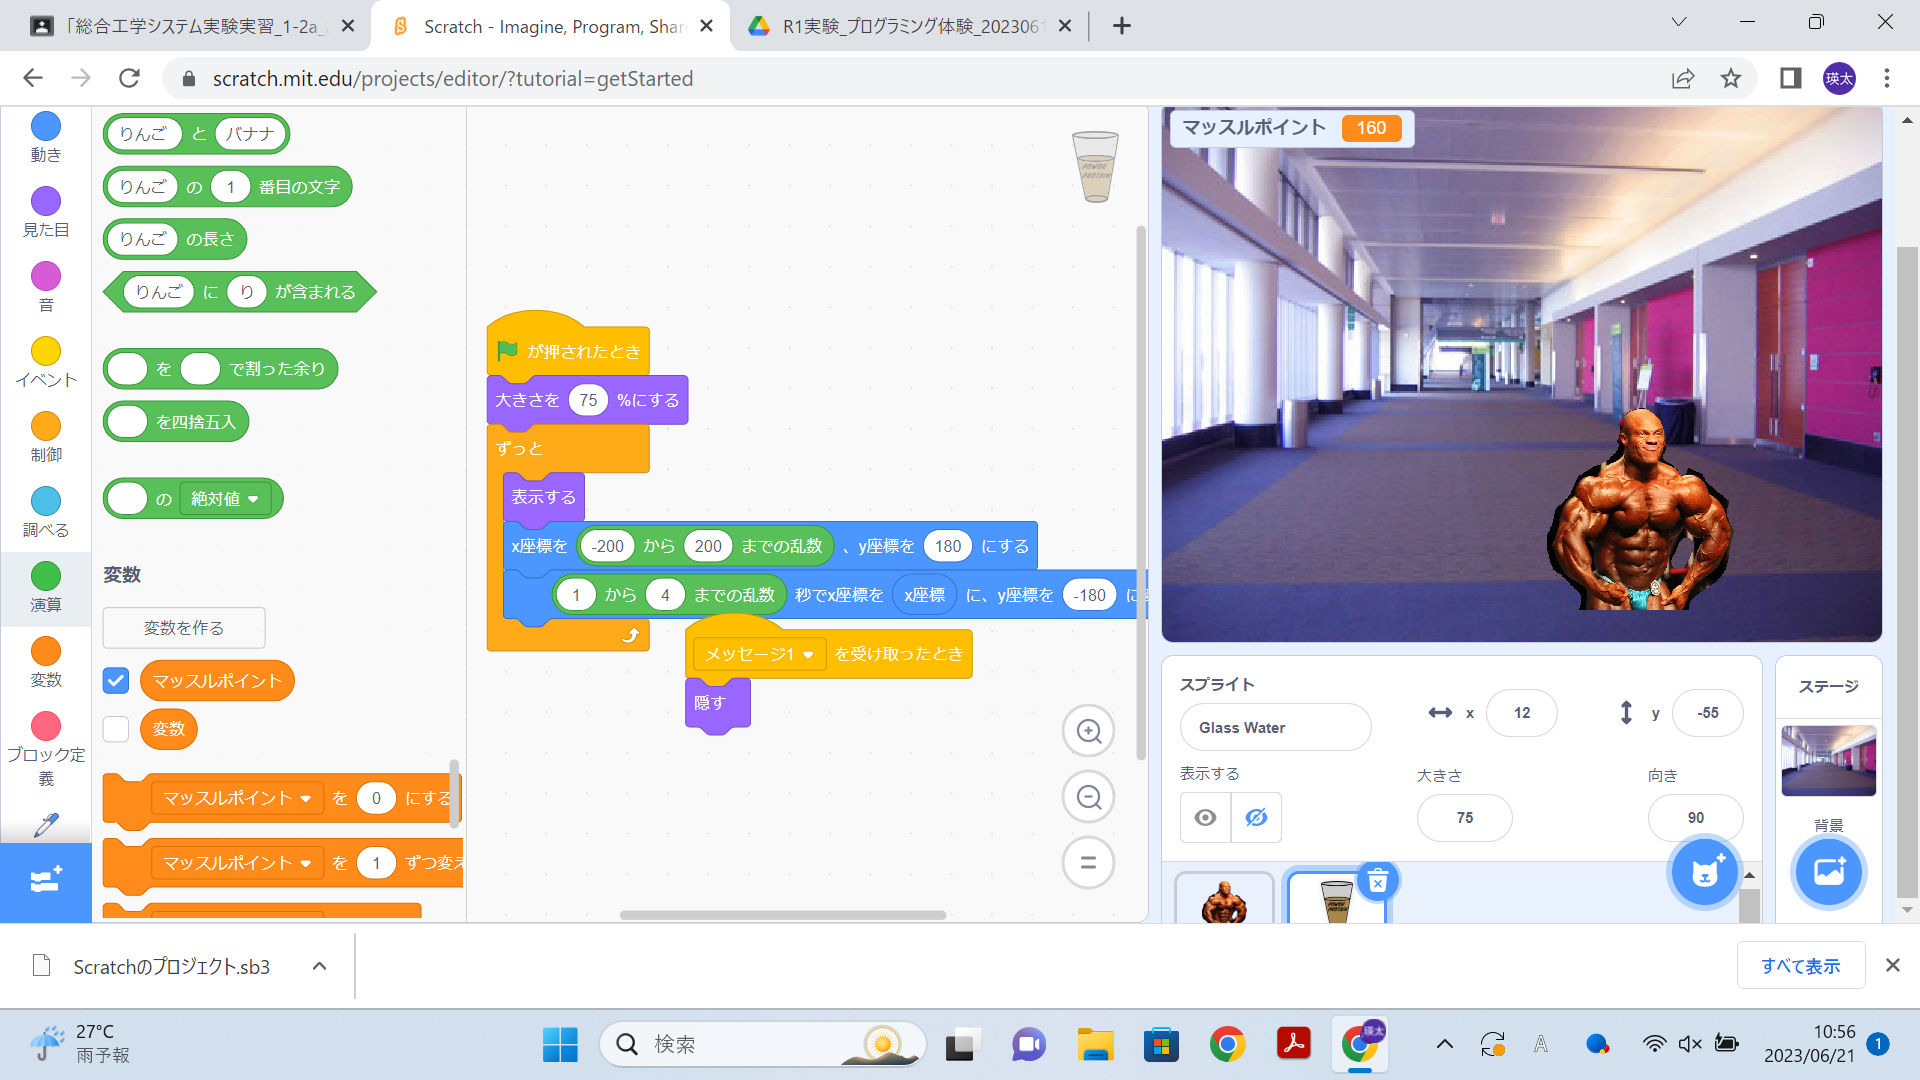 「総合工学システム実験実習_1-2a_
Scratch - Imagine, Program, Shar
R1実験_プログラミング体験_2023061
scratch.mit.edu/projects/editor/?tutorial=getStarted
瑛太
動き
見た目
音
イベント
制御
調べる
演算
変数
ブロック定
義
りんご と バナナ
りんご の 1 番目の文字
りんご の長さ
りんご に り が含まれる
を で割った余り
を四捨五入
の 絶対値
変数
変数を作る
マッスルポイント
変数
マッスルポイント を 0 にする
マッスルポイント を 1 ずつ変え
POWER
PROTEIN
が押されたとき
大きさを 75 %にする
ずっと
表示する
x座標を -200 から 200 までの乱数 、y座標を 180 にする
1 から 4 までの乱数 秒でx座標を x座標 に、y座標を -180 に
メッセージ1 を受け取ったとき
隠す
マッスルポイント 160
スプライト
Glass Water
x 12
y -55
表示する
大きさ
75
向き
90
ステージ
背景
Scratchのプロジェクト.sb3
すべて表示
27°C
雨予報
検索
瑛太
A
10:56
2023/06/21
1